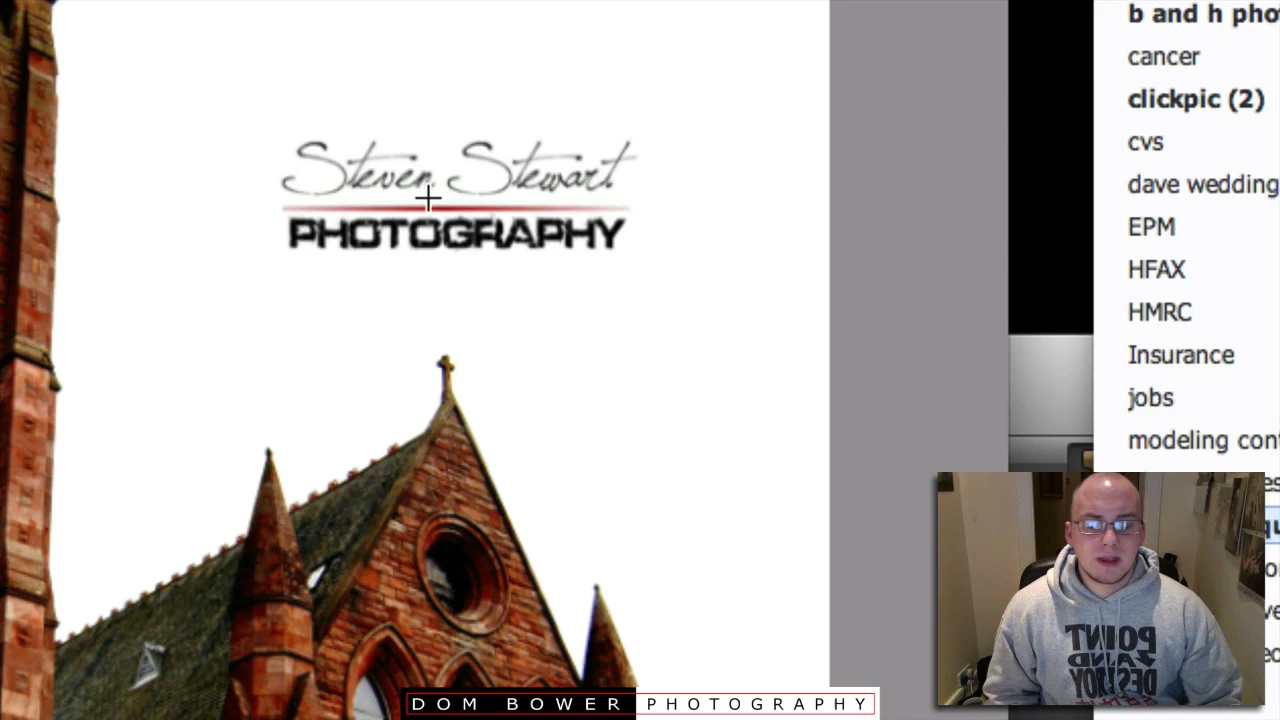 Steven Stewart
PHOTOGRAPHY
b and h pho
cancer
clickpic (2)
cvs
dave wedding
EPM
HFAX
HMRC
Insurance
jobs
modeling con
POINT
AND
DESTROY
DOM BOWER PHOTOGRAPHY